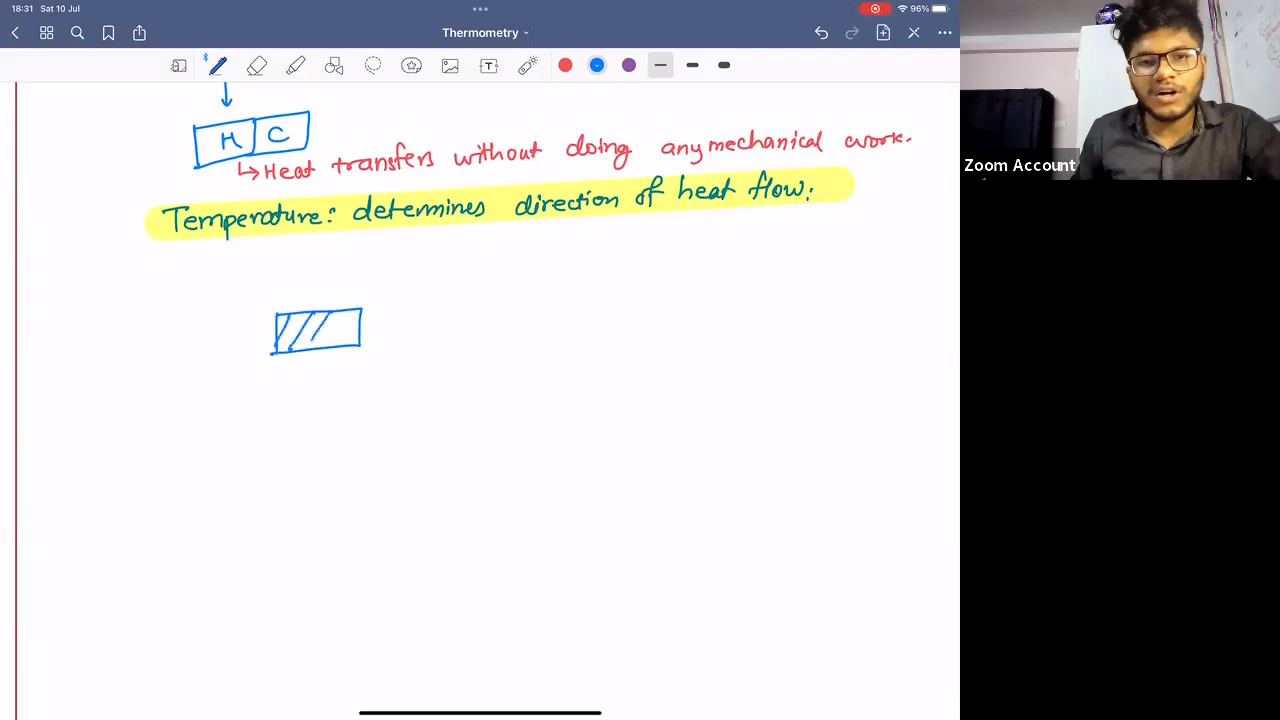 18:31 Sat 10 Jul
96%
Thermometry
H C
Heat transfers without doing any mechanical work.
Temperature: determines direction of heat flow.
Zoom Account